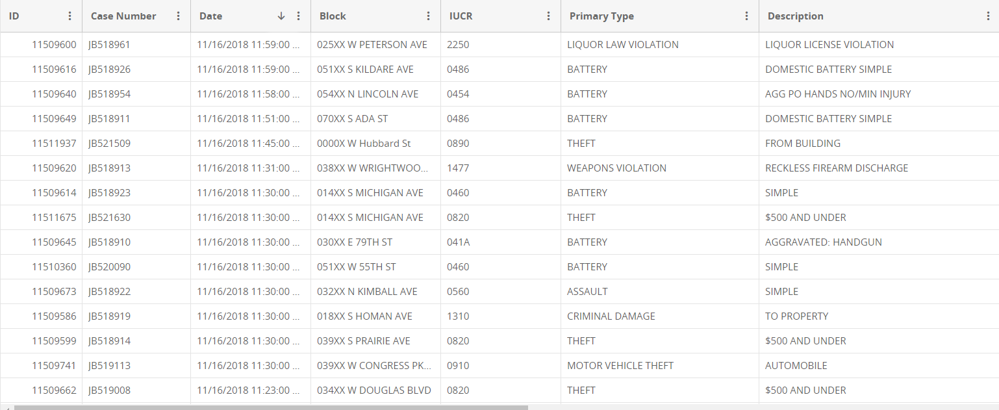 ID Case Number Date Block IUCR Primary Type Description
11509600 JB518961 11/16/2018 11:59:00 ... 025XX W PETERSON AVE 2250 LIQUOR LAW VIOLATION LIQUOR LICENSE VIOLATION
11509616 JB518926 11/16/2018 11:59:00 ... 051XX S KILDARE AVE 0486 BATTERY DOMESTIC BATTERY SIMPLE
11509640 JB518954 11/16/2018 11:58:00 ... 054XX N LINCOLN AVE 0454 BATTERY AGG PO HANDS NO/MIN INJURY
11509649 JB518911 11/16/2018 11:51:00 ... 070XX S ADA ST 0486 BATTERY DOMESTIC BATTERY SIMPLE
11511937 JB521509 11/16/2018 11:45:00 ... 0000X W Hubbard St 0890 THEFT FROM BUILDING
11509620 JB518913 11/16/2018 11:31:00 ... 038XX W WRIGHTWOO... 1477 WEAPONS VIOLATION RECKLESS FIREARM DISCHARGE
11509614 JB518923 11/16/2018 11:30:00 ... 014XX S MICHIGAN AVE 0460 BATTERY SIMPLE
11511675 JB521630 11/16/2018 11:30:00 ... 014XX S MICHIGAN AVE 0820 THEFT $500 AND UNDER
11509645 JB518910 11/16/2018 11:30:00 ... 030XX E 79TH ST 041A BATTERY AGGRAVATED: HANDGUN
11510360 JB520090 11/16/2018 11:30:00 ... 051XX W 55TH ST 0460 BATTERY SIMPLE
11509673 JB518922 11/16/2018 11:30:00 ... 032XX N KIMBALL AVE 0560 ASSAULT SIMPLE
11509586 JB518919 11/16/2018 11:30:00 ... 018XX S HOMAN AVE 1310 CRIMINAL DAMAGE TO PROPERTY
11509599 JB518914 11/16/2018 11:30:00 ... 039XX S PRAIRIE AVE 0820 THEFT $500 AND UNDER
11509741 JB519113 11/16/2018 11:30:00 ... 039XX W CONGRESS PK... 0910 MOTOR VEHICLE THEFT AUTOMOBILE
11509662 JB519008 11/16/2018 11:23:00 ... 034XX W DOUGLAS BLVD 0820 THEFT $500 AND UNDER